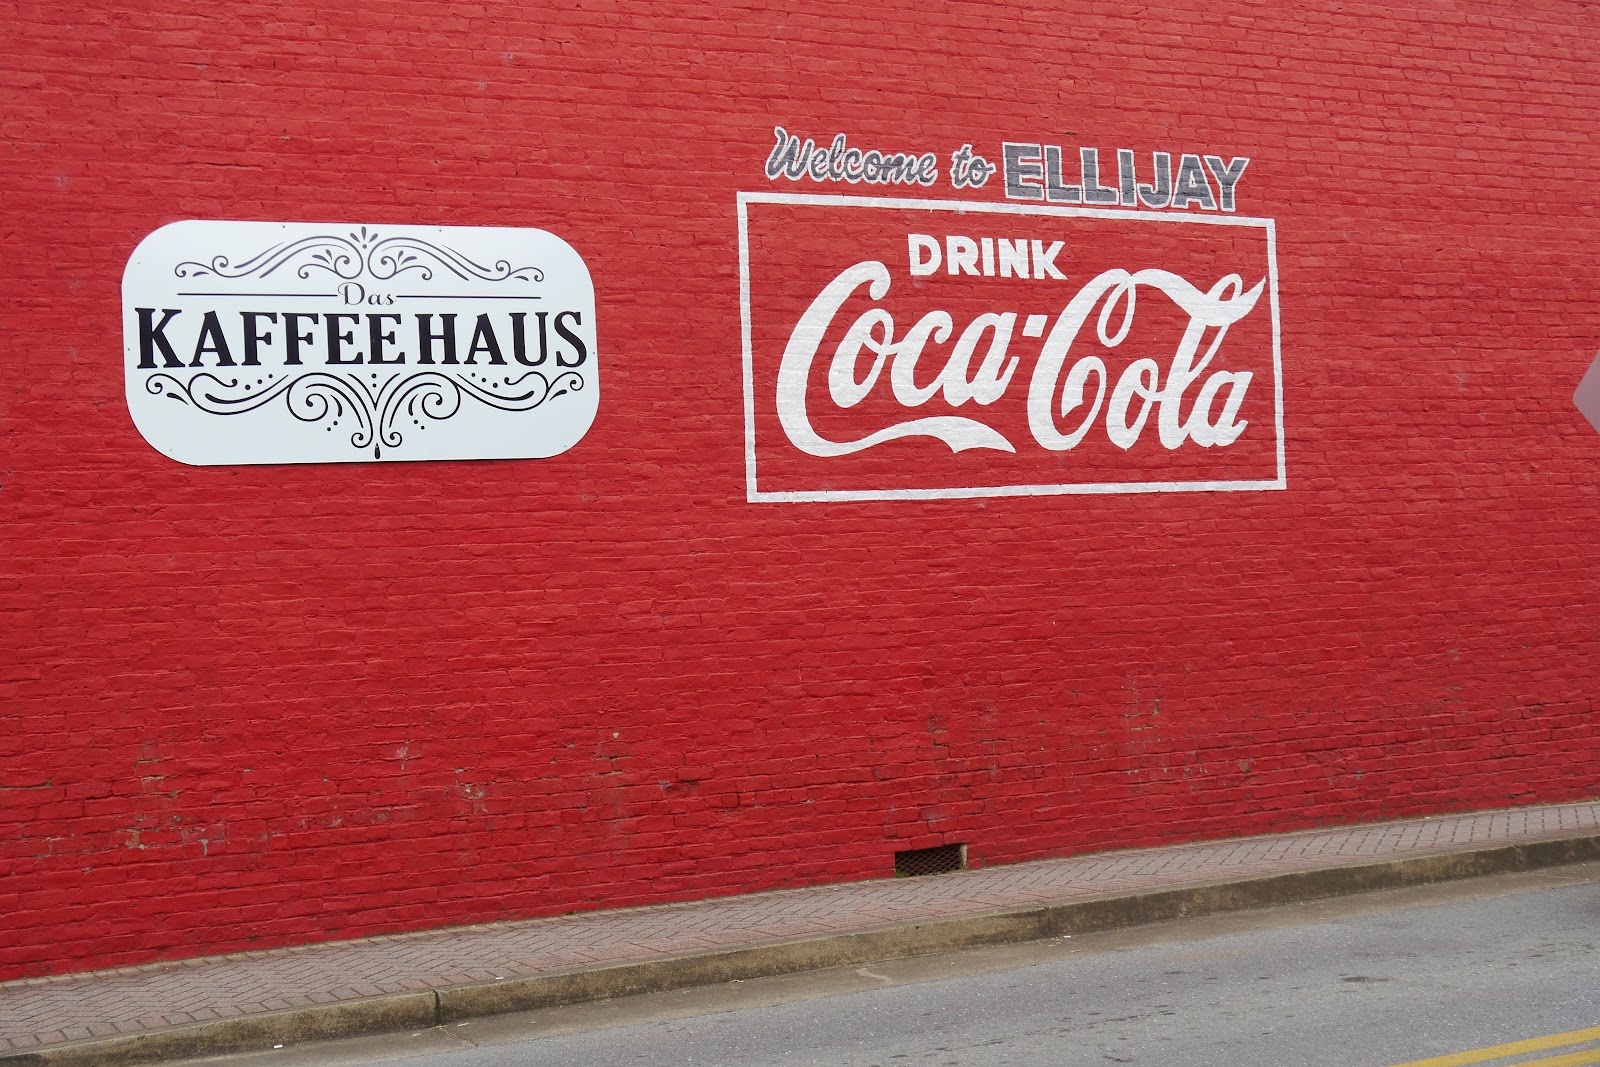 Das
KAFFEEHAUS
Welcome to ELLIJAY
DRINK
Coca-Cola